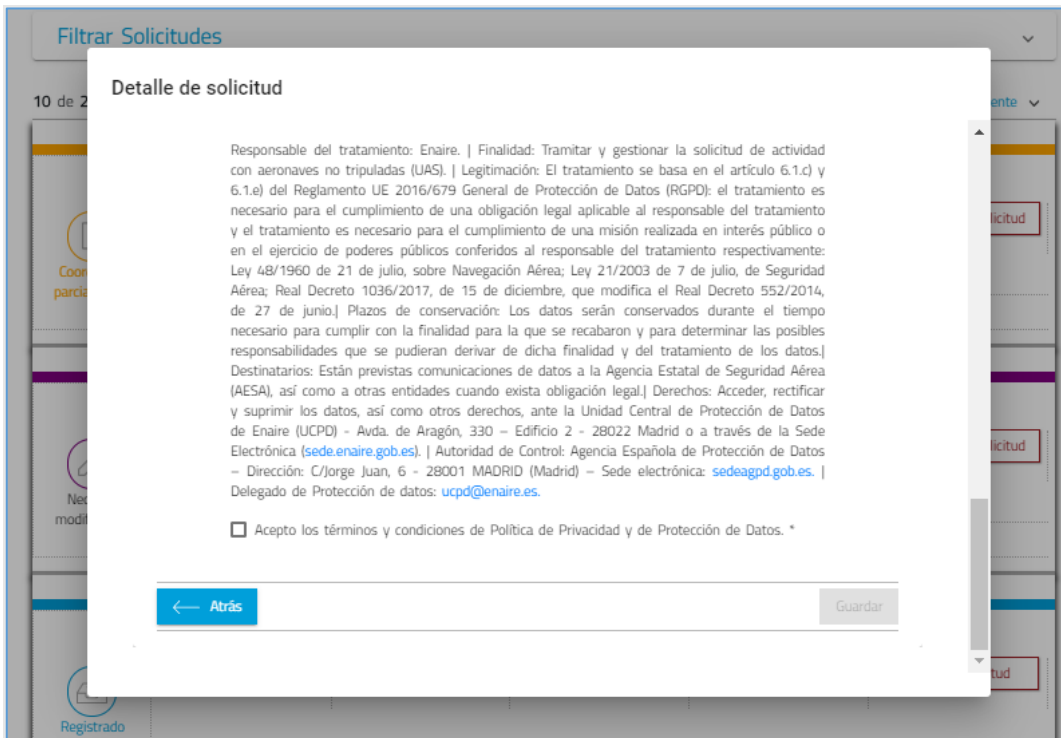 Filtrar Solicitudes
Detalle de solicitud
10 de 2
ente
Responsable del tratamiento: Enaire. | Finalidad: Tramitar y gestionar la solicitud de actividad
con aeronaves no tripuladas (UAS). | Legitimación: El tratamiento se basa en el artículo 6.1.c) y
6.1.e) del Reglamento UE 2016/679 General de Protección de Datos (RGPD): el tratamiento es
necesario para el cumplimiento de una obligación legal aplicable al responsable del tratamiento
y el tratamiento es necesario para el cumplimiento de una misión realizada en interés público o
en el ejercicio de poderes públicos conferidos al responsable del tratamiento respectivamente:
Ley 48/1960 de 21 de julio, sobre Navegación Aérea; Ley 21/2003 de 7 de julio, de Seguridad
Aérea; Real Decreto 1036/2017, de 15 de diciembre, que modifica el Real Decreto 552/2014,
de 27 de junio.| Plazos de conservación: Los datos serán conservados durante el tiempo
necesario para cumplir con la finalidad para la que se recabaron y para determinar las posibles
responsabilidades que se pudieran derivar de dicha finalidad y del tratamiento de los datos.|
Destinatarios: Están previstas comunicaciones de datos a la Agencia Estatal de Seguridad Aérea
(AESA), así como a otras entidades cuando exista obligación legal.| Derechos: Acceder, rectificar
y suprimir los datos, así como otros derechos, ante la Unidad Central de Protección de Datos
de Enaire (UCPD) - Avda. de Aragón, 330 – Edificio 2 - 28022 Madrid o a través de la Sede
Electrónica (sede.enaire.gob.es). | Autoridad de Control: Agencia Española de Protección de Datos
– Dirección: C/Jorge Juan, 6 - 28001 MADRID (Madrid) – Sede electrónica: sedeagpd.gob.es. |
Delegado de Protección de datos: ucpd@enaire.es.
Acepto los términos y condiciones de Política de Privacidad y de Protección de Datos. *
Atrás
Guardar
Coor
parcia
licitud
Nec
modif
licitud
Registrado
tud